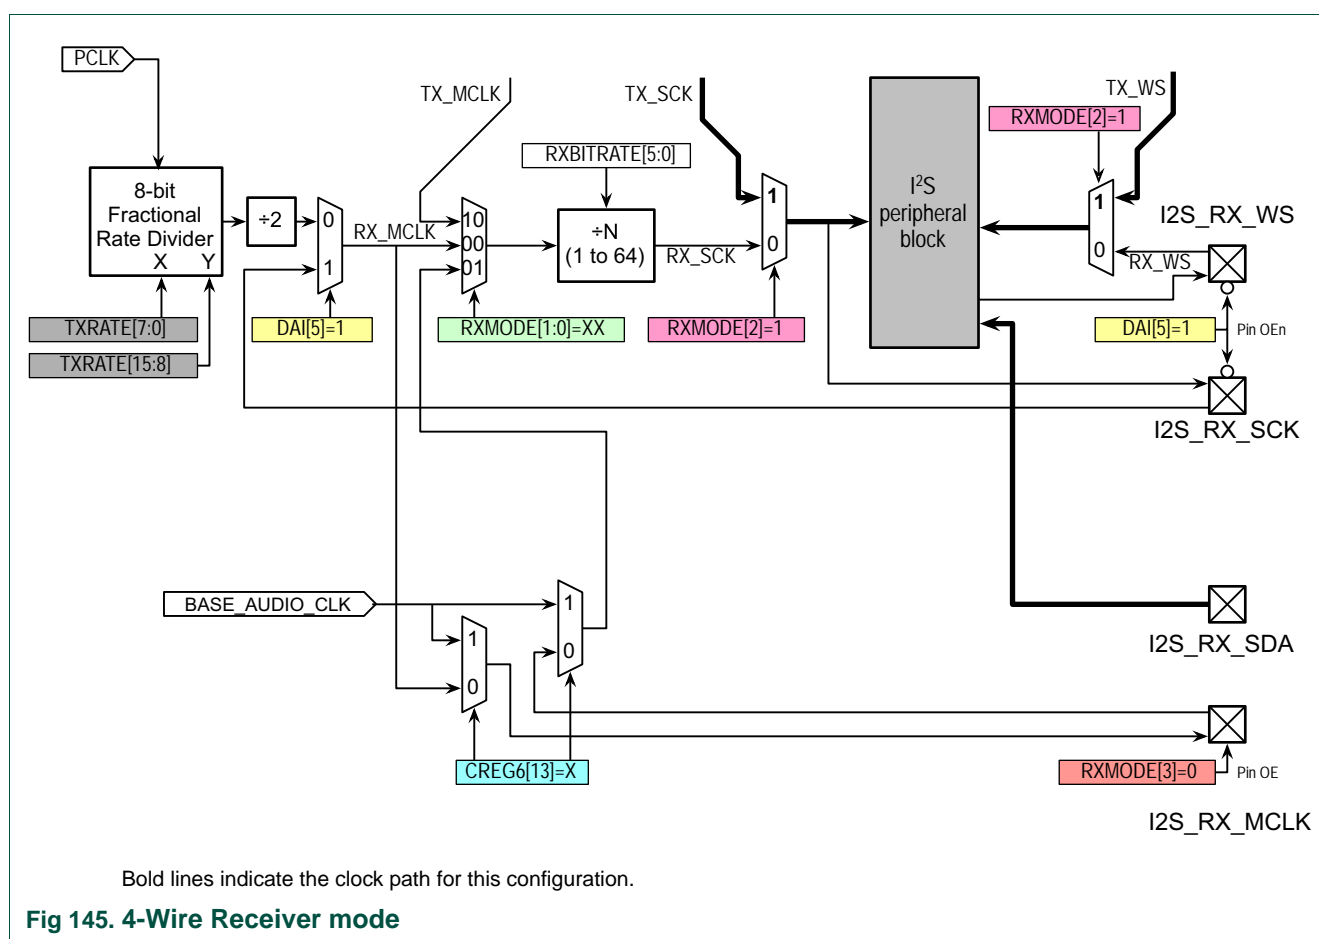 PCLK
TX_MCLK
TX_SCK
TX_WS
RXMODE[2]=1
RXBITRATE[5:0]
8-bit
Fractional
Rate Divider
X Y
÷2
0
1
RX_MCLK
10
00
01
÷N
(1 to 64)
RX_SCK
1
0
I²S
peripheral
block
1
0
RX_WS
I2S_RX_WS
TXRATE[7:0]
TXRATE[15:8]
DAI[5]=1
RXMODE[1:0]=XX
RXMODE[2]=1
DAI[5]=1
Pin OEn
I2S_RX_SCK
BASE_AUDIO_CLK
1
0
1
0
I2S_RX_SDA
CREG6[13]=X
RXMODE[3]=0
Pin OE
I2S_RX_MCLK
Bold lines indicate the clock path for this configuration.
Fig 145. 4-Wire Receiver mode